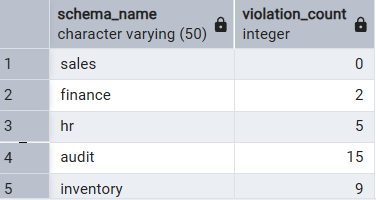 schema_name violation_count
character varying (50) integer
1 sales 0
2 finance 2
3 hr 5
4 audit 15
5 inventory 9